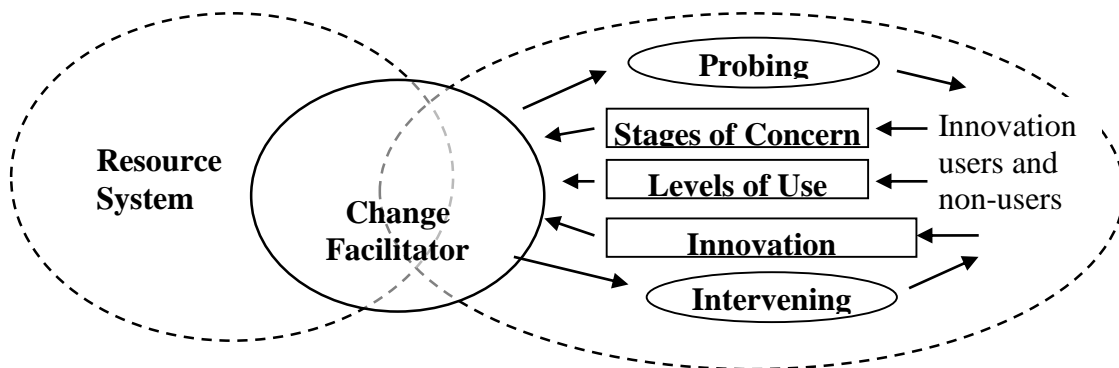 Resource
System
Change
Facilitator
Probing
Stages of Concern
Levels of Use
Innovation
Intervening
Innovation
users and
non-users